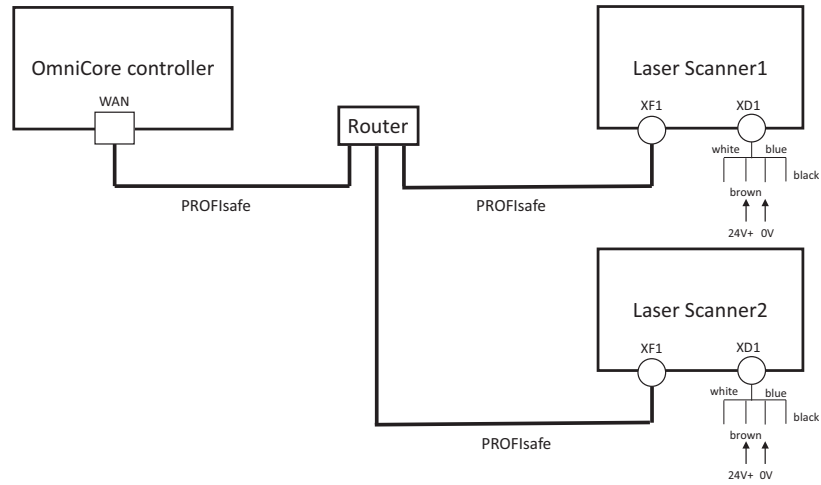 OmniCore controller
WAN
Router
PROFIsafe
PROFIsafe
Laser Scanner1
XF1
XD1
white
blue
black
brown
24V+ 0V
Laser Scanner2
XF1
XD1
white
blue
black
brown
24V+ 0V
PROFIsafe